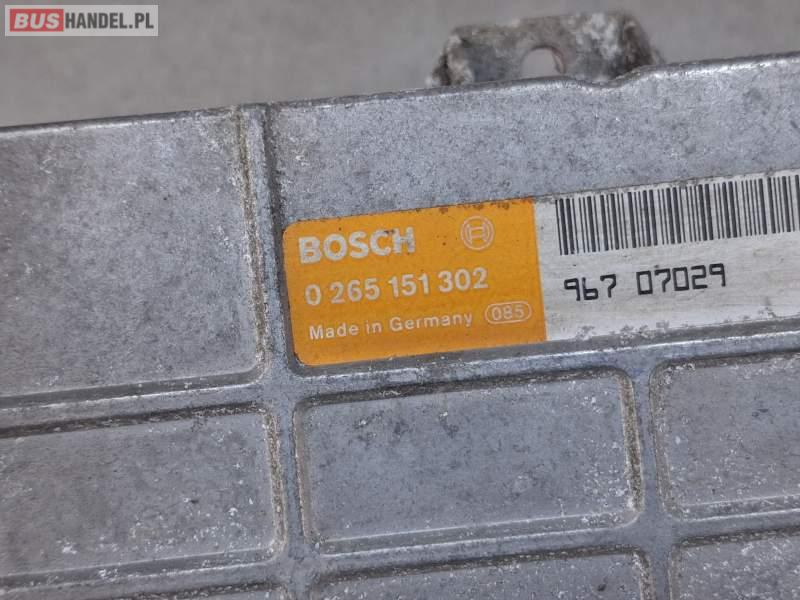 BUSHANDEL.PL
BOSCH
0 265 151 302
Made in Germany 085
967 07029